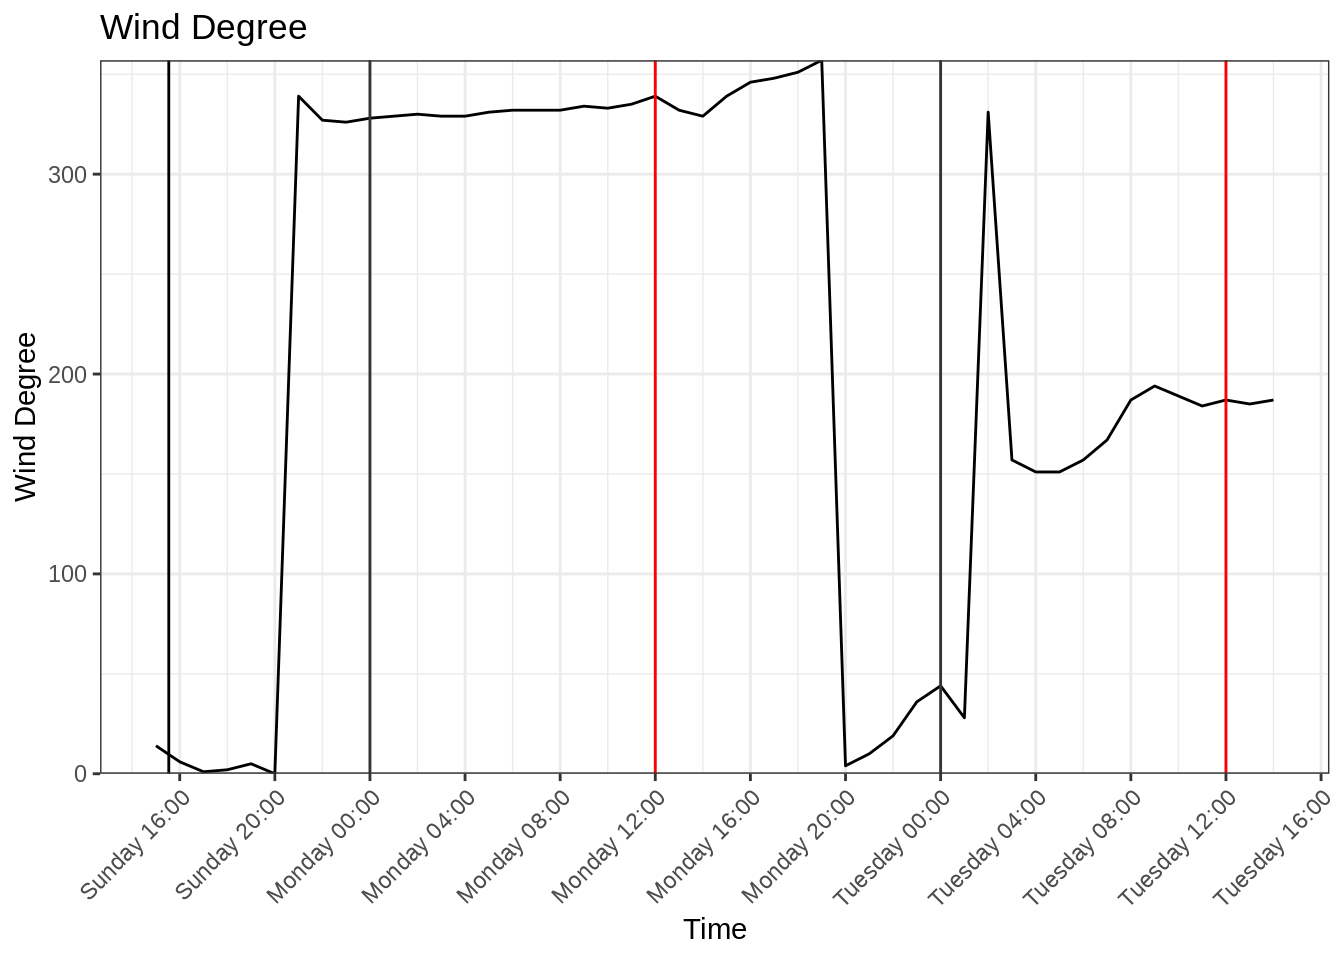 Wind Degree
Wind Degree
300
200
100
0
Sunday 16:00
Sunday 20:00
Monday 00:00
Monday 04:00
Monday 08:00
Monday 12:00
Monday 16:00
Monday 20:00
Tuesday 00:00
Tuesday 04:00
Tuesday 08:00
Tuesday 12:00
Tuesday 16:00
Time